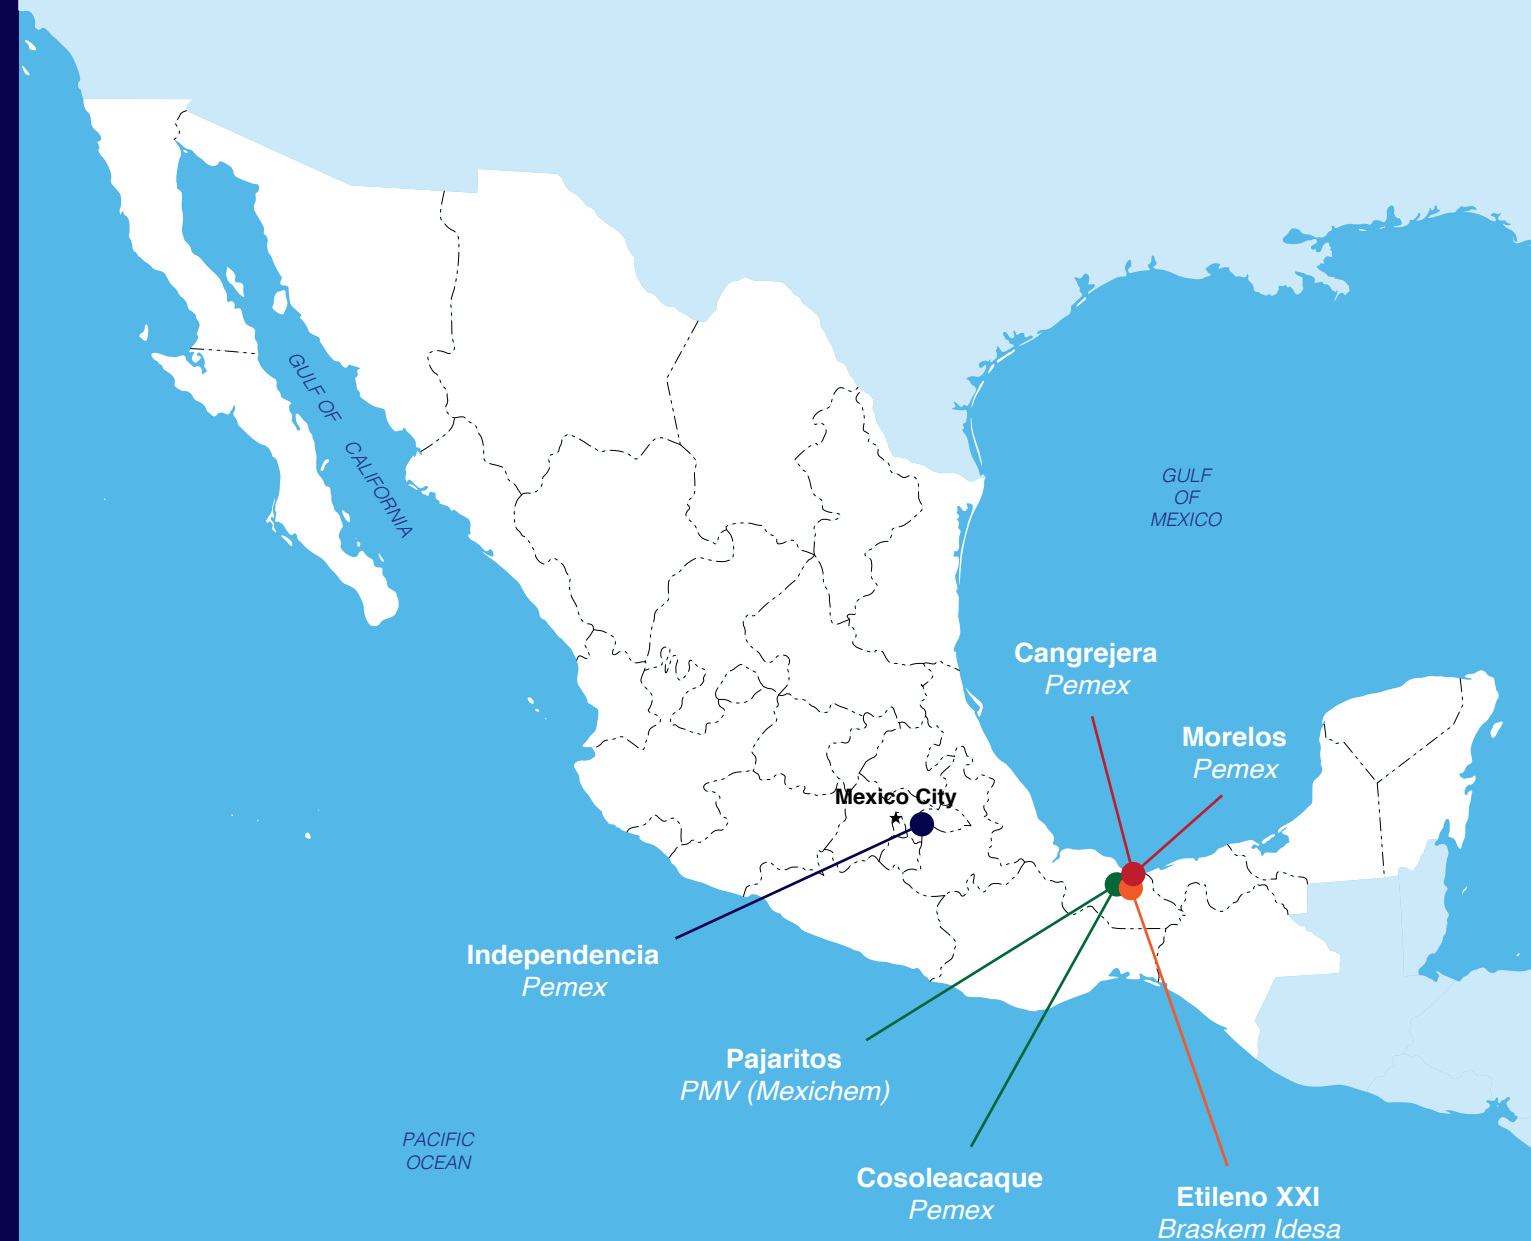 GULF OF
CALIFORNIA
GULF
OF
MEXICO
Cangrejera
Pemex
Morelos
Pemex
Mexico City
Independencia
Pemex
Pajaritos
PMV (Mexichem)
PACIFIC
OCEAN
Cosoleacaque
Pemex
Etileno XXI
Braskem Idesa